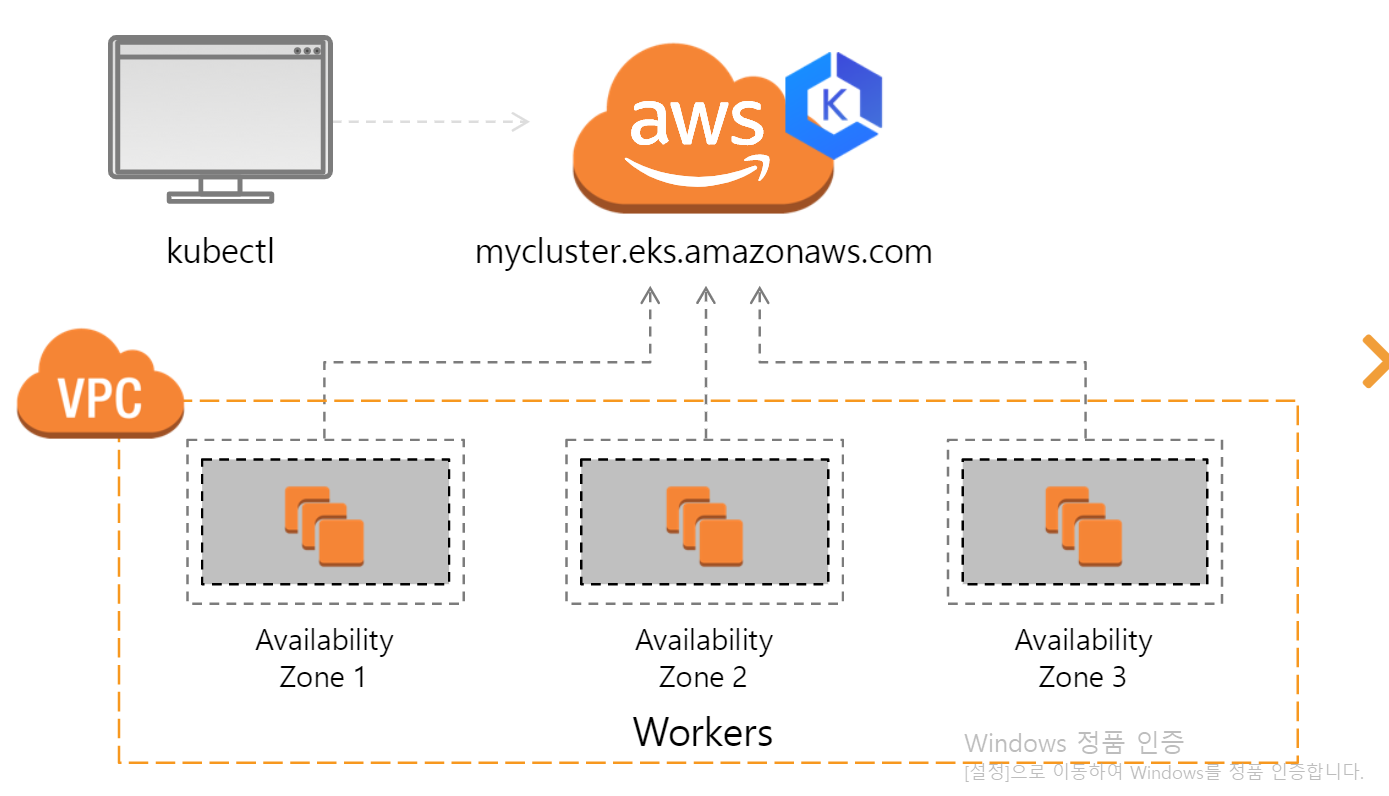 aws
K
kubectl
mycluster.eks.amazonaws.com
VPC
Availability
Zone 1
Availability
Zone 2
Availability
Zone 3
Workers
Windows 정품 인증
[설정]으로 이동하여 Windows를 정품 인증합니다.